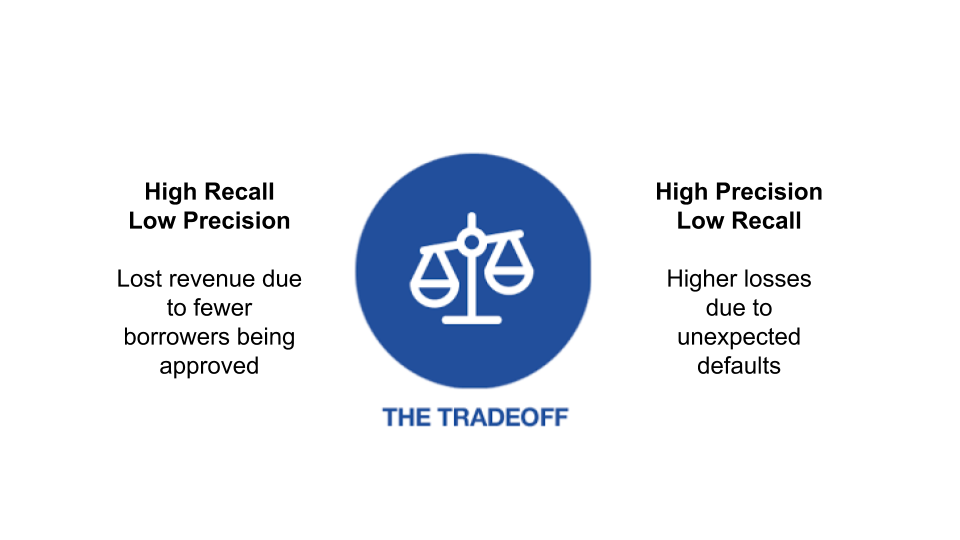 High Recall
Low Precision
Lost revenue due
to fewer
borrowers being
approved
THE TRADEOFF
High Precision
Low Recall
Higher losses
due to
unexpected
defaults